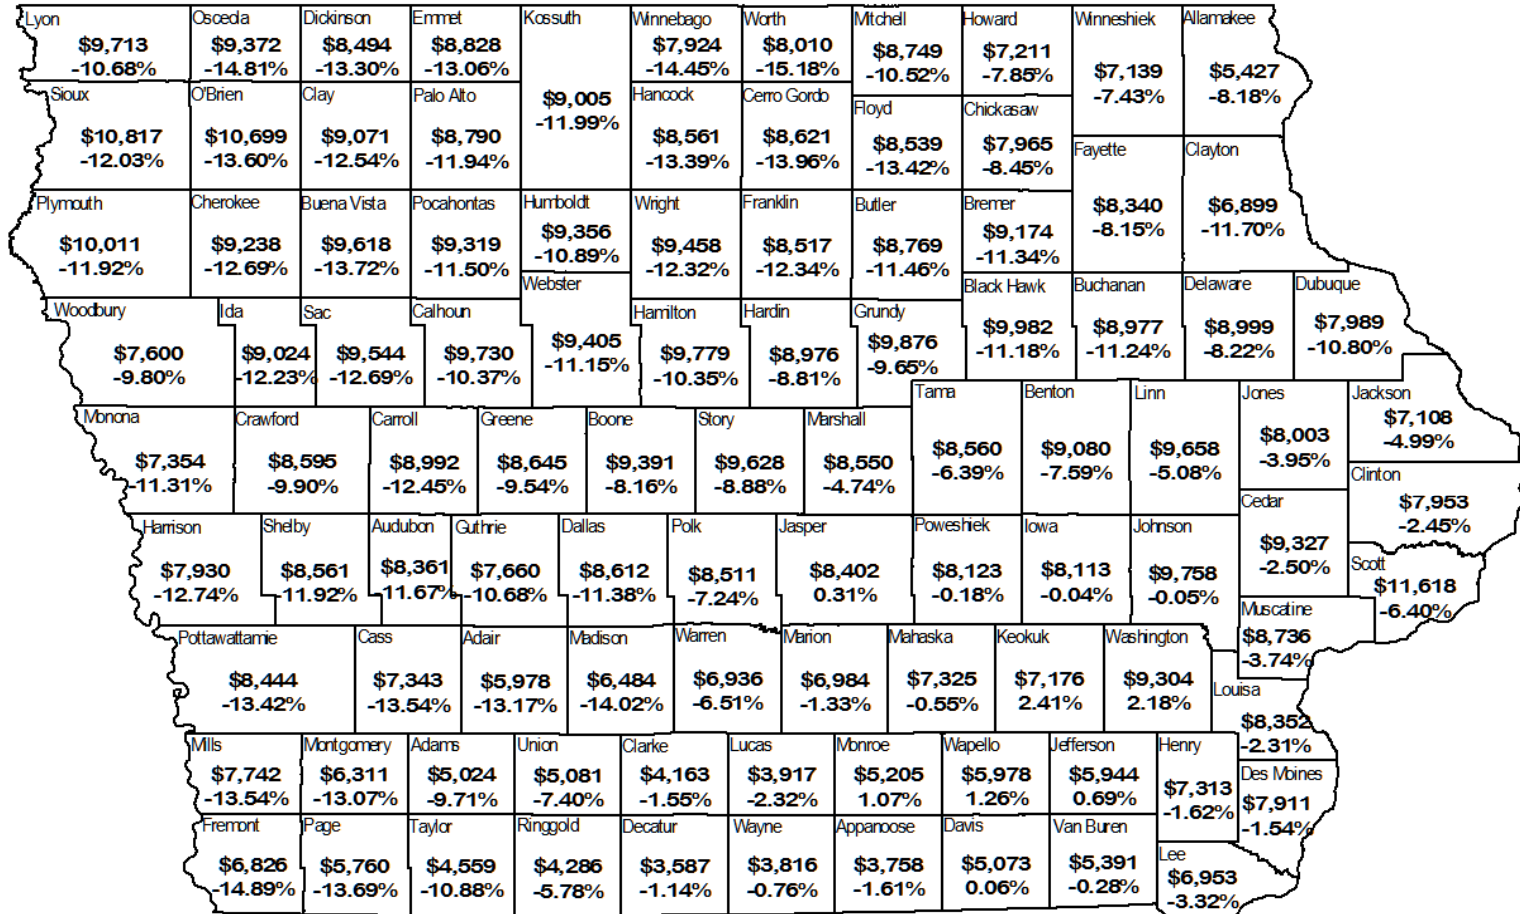 Lyon
$9,713
-10.68%
Osceola
$9,372
-14.81%
Dickinson
$8,494
-13.30%
Emmet
$8,828
-13.06%
Kossuth
$9,005
-11.99%
Winnebago
$7,924
-14.45%
Worth
$8,010
-15.18%
Mitchell
$8,749
-10.52%
Howard
$7,211
-7.85%
Winneshiek
$7,139
-7.43%
Allamakee
$5,427
-8.18%
Sioux
$10,817
-12.03%
O'Brien
$10,699
-13.60%
Clay
$9,071
-12.54%
Palo Alto
$8,790
-11.94%
Hancock
$8,561
-13.39%
Cerro Gordo
$8,621
-13.96%
Floyd
$8,539
-13.42%
Chickasaw
$7,965
-8.45%
Fayette
$8,340
-8.15%
Clayton
$6,899
-11.70%
Plymouth
$10,011
-11.92%
Cherokee
$9,238
-12.69%
Buena Vista
$9,618
-13.72%
Pocahontas
$9,319
-11.50%
Humboldt
$9,356
-10.89%
Wright
$9,458
-12.32%
Franklin
$8,517
-12.34%
Butler
$8,769
-11.46%
Bremer
$9,174
-11.34%
Woodbury
$7,600
-9.80%
Ida
$9,024
-12.23%
Sac
$9,544
-12.69%
Calhoun
$9,730
-10.37%
Webster
$9,405
-11.15%
Hamilton
$9,779
-10.35%
Hardin
$8,976
-8.81%
Grundy
$9,876
-9.65%
Black Hawk
$9,982
-11.18%
Buchanan
$8,977
-11.24%
Delaware
$8,999
-8.22%
Dubuque
$7,989
-10.80%
Monona
$7,354
-11.31%
Crawford
$8,595
-9.90%
Carroll
$8,992
-12.45%
Greene
$8,645
-9.54%
Boone
$9,391
-8.16%
Story
$9,628
-8.88%
Marshall
$8,550
-4.74%
Tama
$8,560
-6.39%
Benton
$9,080
-7.59%
Linn
$9,658
-5.08%
Jones
$8,003
-3.95%
Jackson
$7,108
-4.99%
Clinton
$7,953
-2.45%
Cedar
$9,327
-2.50%
Harrison
$7,930
-12.74%
Shelby
$8,561
-11.92%
Audubon
$8,361
-11.67%
Guthrie
$7,660
-10.68%
Dallas
$8,612
-11.38%
Polk
$8,511
-7.24%
Jasper
$8,402
0.31%
Poweshiek
$8,123
-0.18%
Iowa
$8,113
-0.04%
Johnson
$9,758
-0.05%
Scott
$11,618
-6.40%
Muscatine
$8,736
-3.74%
Pottawattamie
$8,444
-13.42%
Cass
$7,343
-13.54%
Adair
$5,978
-13.17%
Madison
$6,484
-14.02%
Warren
$6,936
-6.51%
Marion
$6,984
-1.33%
Mahaska
$7,325
-0.55%
Keokuk
$7,176
2.41%
Washington
$9,304
2.18%
Louisa
$8,352
-2.31%
Mills
$7,742
-13.54%
Montgomery
$6,311
-13.07%
Adams
$5,024
-9.71%
Union
$5,081
-7.40%
Clarke
$4,163
-1.55%
Lucas
$3,917
-2.32%
Monroe
$5,205
1.07%
Wapello
$5,978
1.26%
Jefferson
$5,944
0.69%
Henry
$7,313
-1.62%
Des Moines
$7,911
-1.54%
Fremont
$6,826
-14.89%
Page
$5,760
-13.69%
Taylor
$4,559
-10.88%
Ringgold
$4,286
-5.78%
Decatur
$3,587
-1.14%
Wayne
$3,816
-0.76%
Appanoose
$3,758
-1.61%
Davis
$5,073
0.06%
Van Buren
$5,391
-0.28%
Lee
$6,953
-3.32%